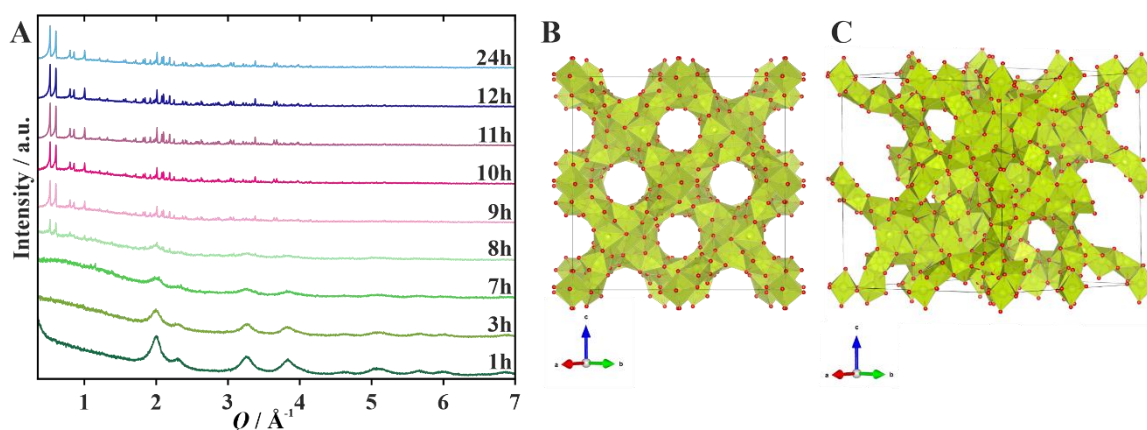 A
Intensity / a.u.
24h
12h
11h
10h
9h
8h
7h
3h
1h
1 2 3 4 5 6 7
Q / Å-1
B
c
a b
C
c
a b